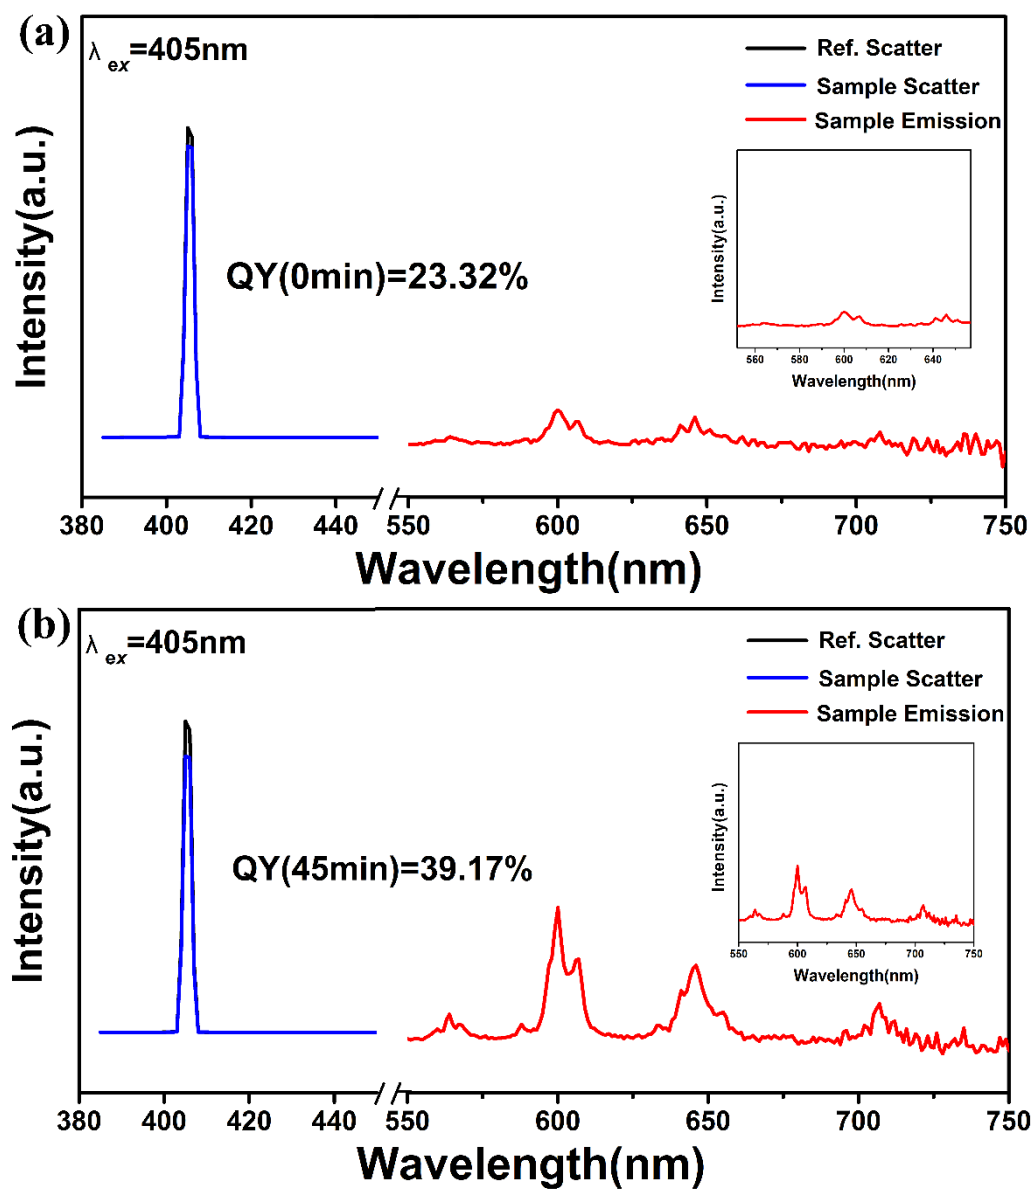 (a)
λ ex=405nm
Ref. Scatter
Sample Scatter
Sample Emission
Intensity(a.u.)
QY(0min)=23.32%
Intensity(a.u.)
560 580 600 620 640
Wavelength(nm)
380 400 420 440 550 600 650 700 750
Wavelength(nm)
(b)
λ ex=405nm
Ref. Scatter
Sample Scatter
Sample Emission
Intensity(a.u.)
QY(45min)=39.17%
Intensity(a.u.)
550 600 650 700 750
Wavelength(nm)
380 400 420 440 550 600 650 700 750
Wavelength(nm)